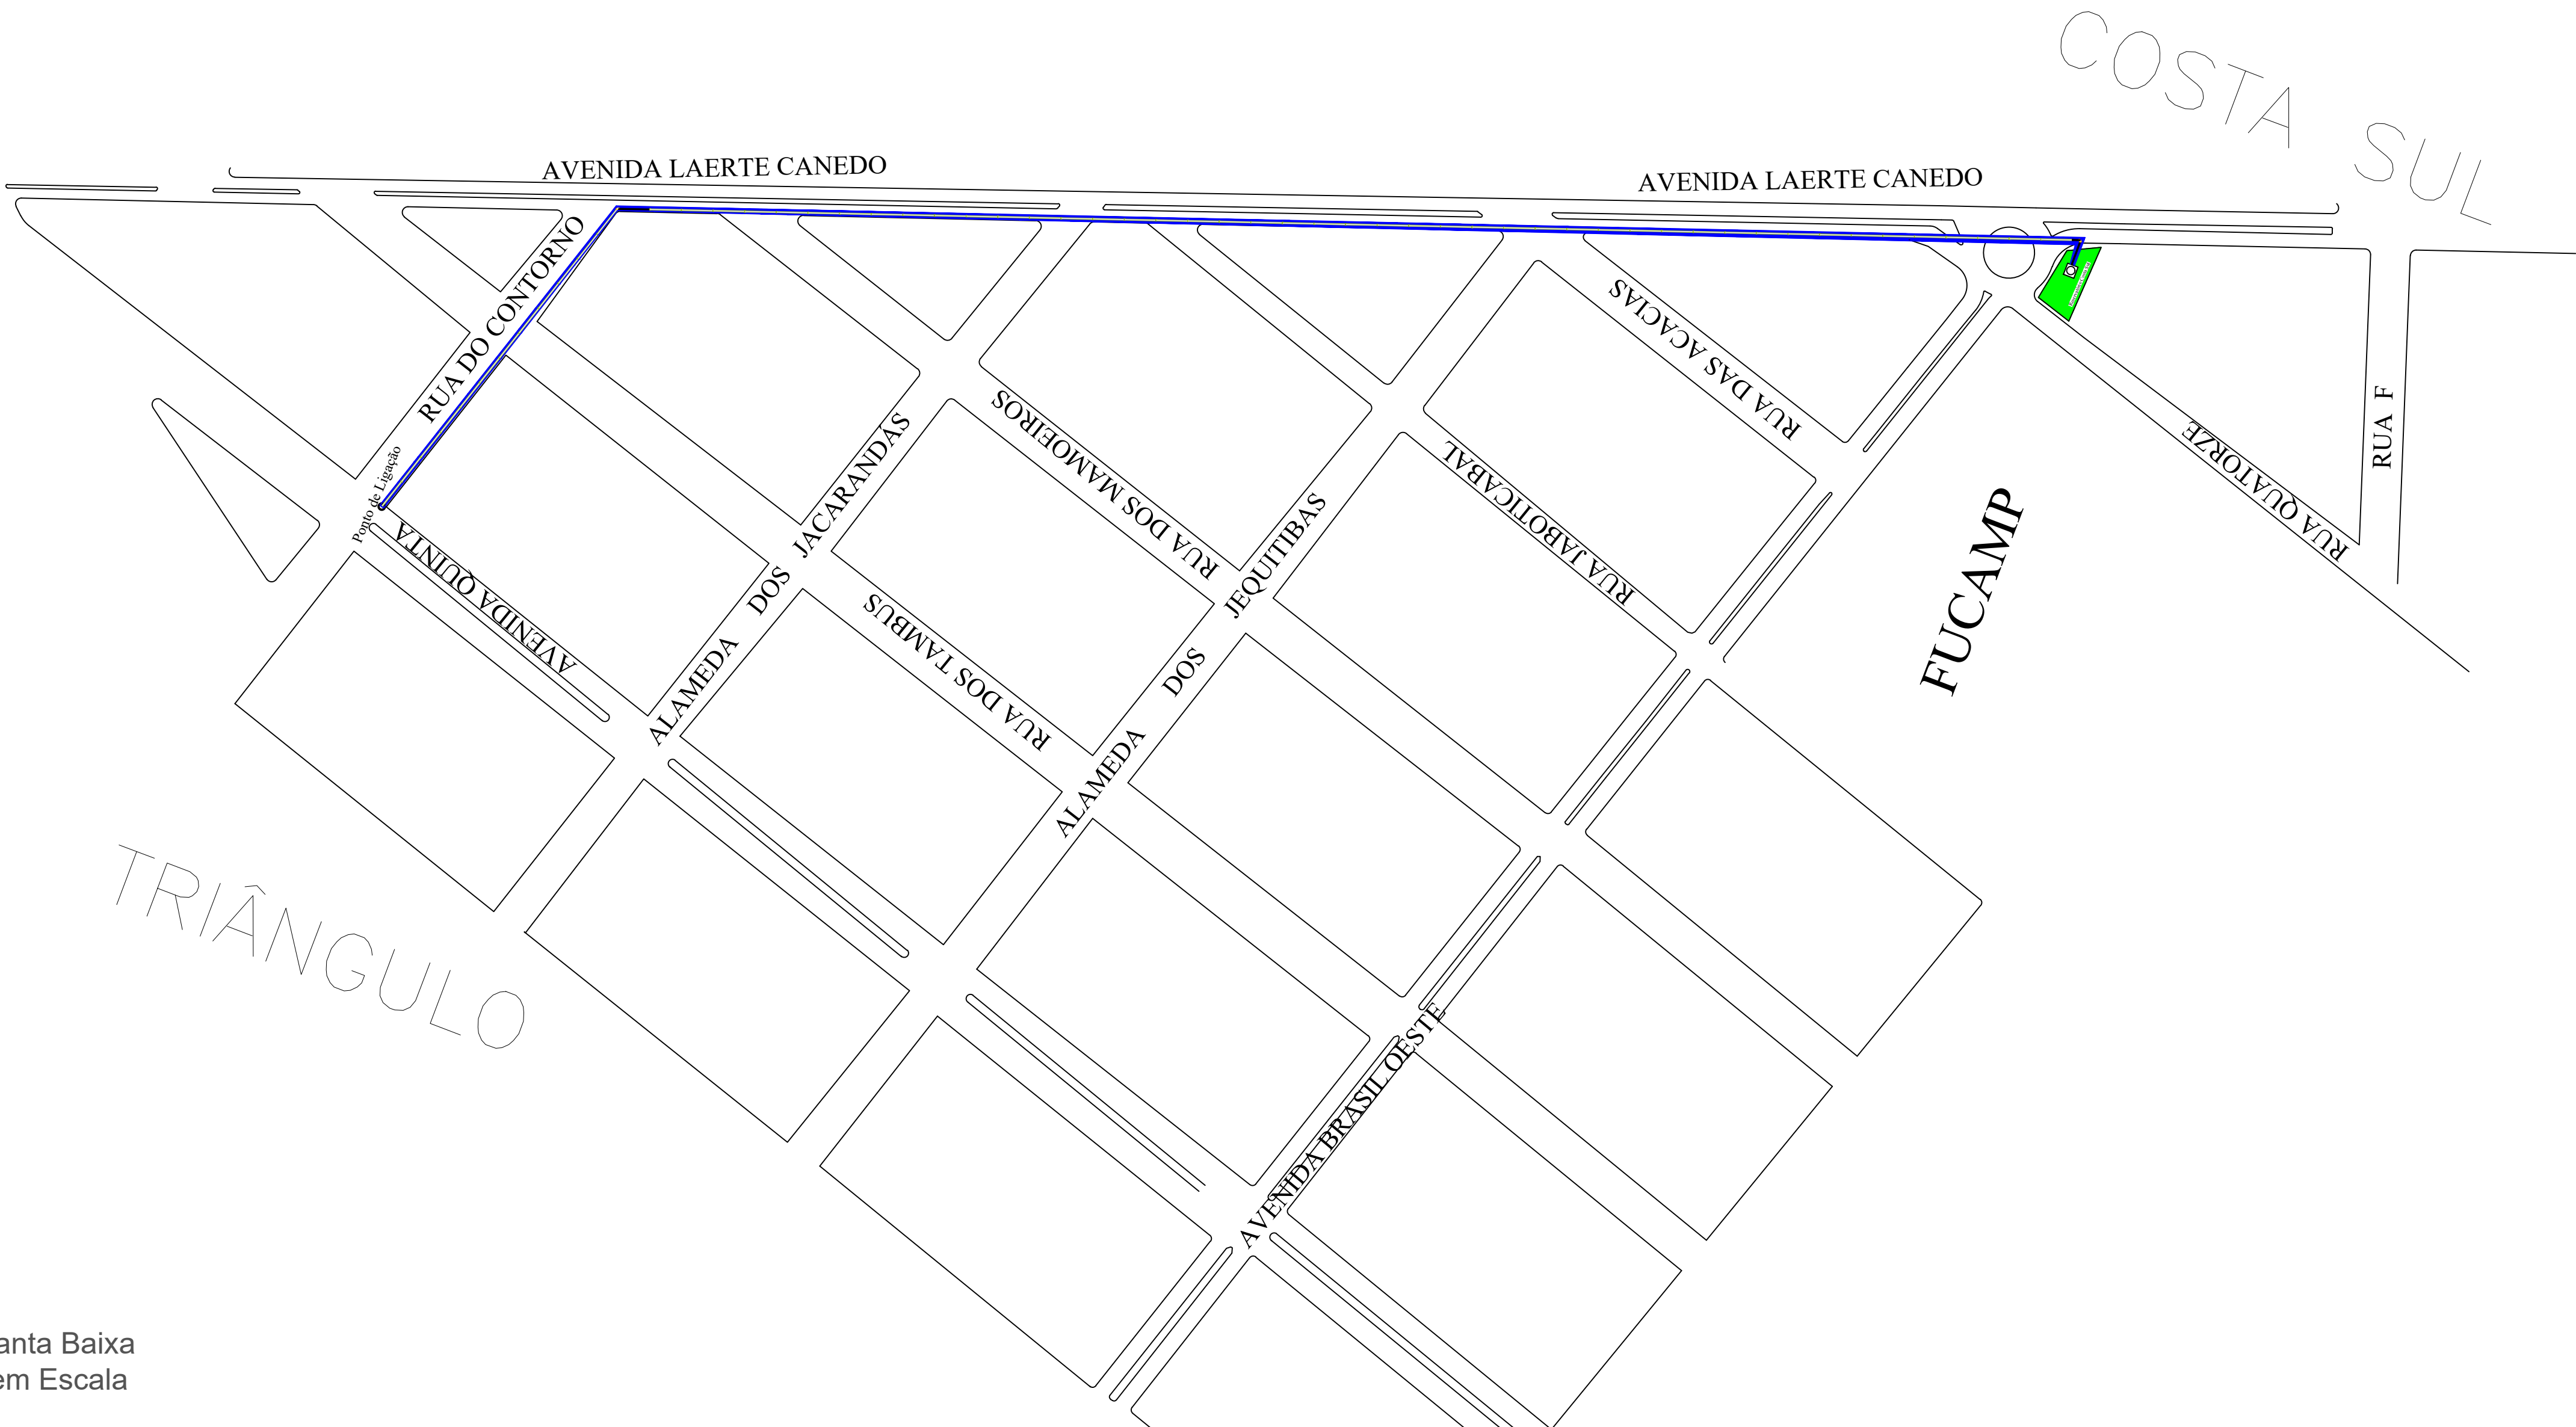 COSTA SUL
AVENIDA LAERTE CANEDO
AVENIDA LAERTE CANEDO
RUA DO CONTORNO
RUA DAS ACACIAS
RUA F
RUA QUATORZE
Ponto de Ligação
ALAMEDA DOS JACARANDÁS
RUA DOS MAMOEIROS
RUA JABOTICABAL
AVENIDA QUINTA
ALAMEDA DOS JEQUITIBAS
FUCAMP
RUA DOS TAMBUS
TRIÂNGULO
AVENIDA BRASIL OESTE
anta Baixa
em Escala